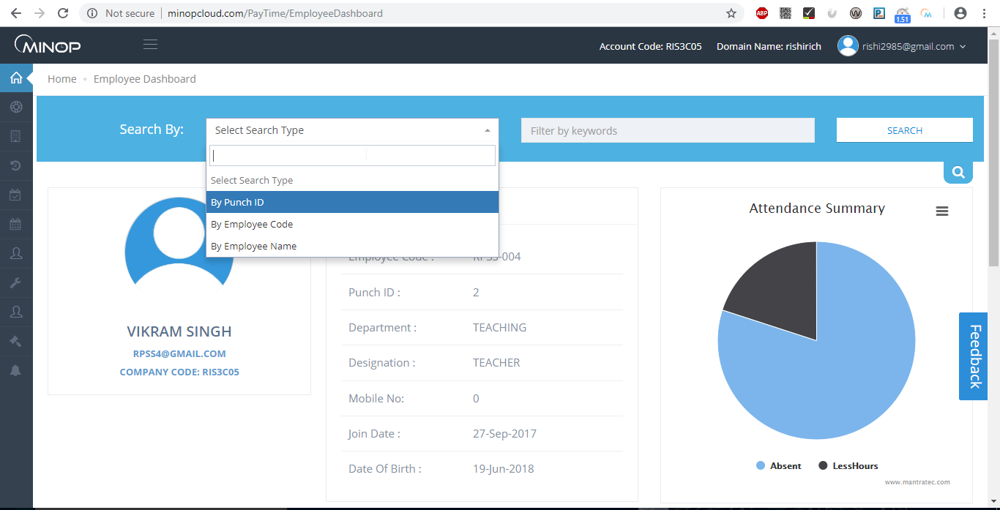 Not secure | minopcloud.com/PayTime/EmployeeDashboard
ABP
1.51
MINOP
Account Code: RIS3C05
Domain Name: rishirich
rishi2985@gmail.com
Home • Employee Dashboard
Search By:
Select Search Type
Filter by keywords
SEARCH
Select Search Type
By Punch ID
By Employee Code
By Employee Name
VIKRAM SINGH
RPSS4@GMAIL.COM
COMPANY CODE: RIS3C05
Employee Code : RPSS-004
Punch ID : 2
Department : TEACHING
Designation : TEACHER
Mobile No: 0
Join Date : 27-Sep-2017
Date Of Birth : 19-Jun-2018
Attendance Summary
Absent
LessHours
www.mantratec.com
Feedback